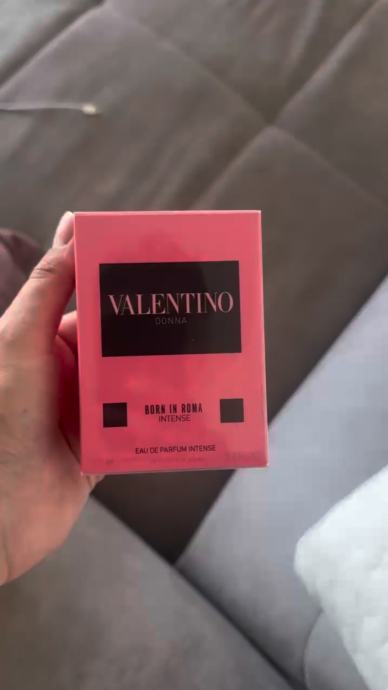 VALENTINO
DONNA
BORN IN ROMA
INTENSE
EAU DE PARFUM INTENSE